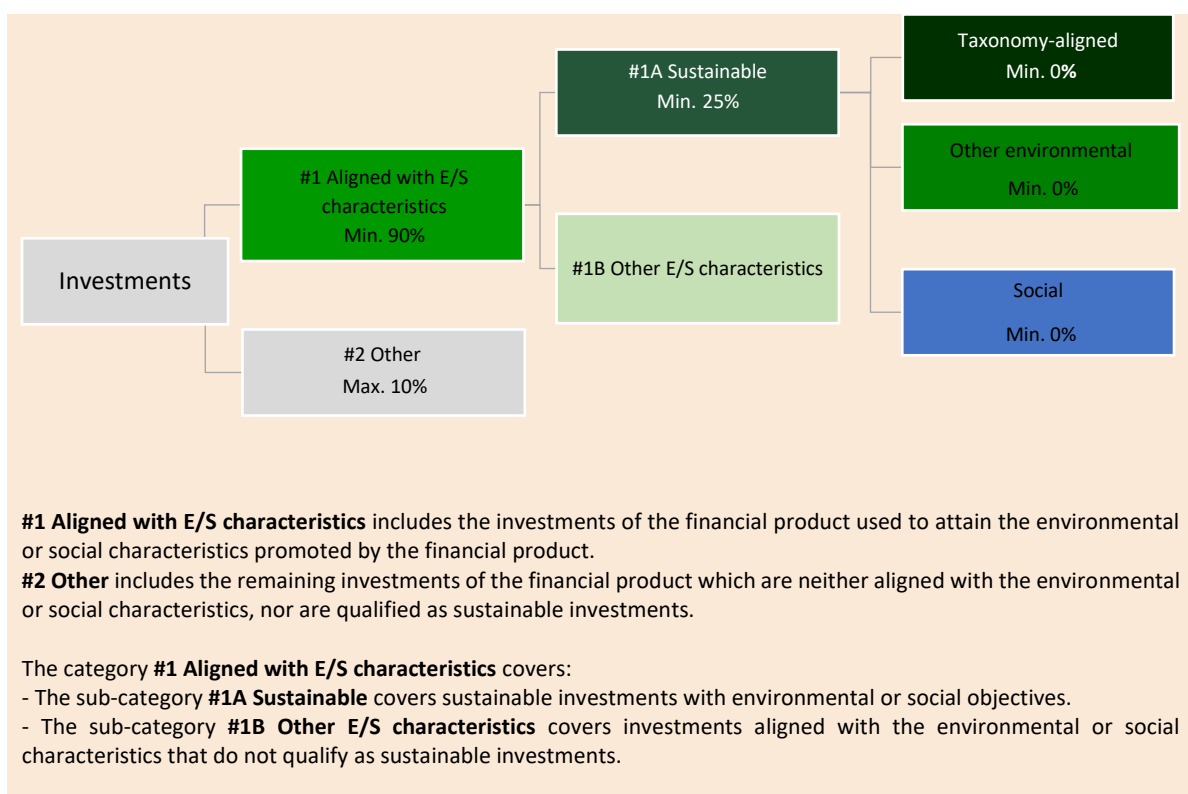 Taxonomy-aligned
Min. 0%
#1A Sustainable
Min. 25%
Other environmental
Min. 0%
#1 Aligned with E/S
characteristics
Min. 90%
#1B Other E/S characteristics
Investments
Social
Min. 0%
#2 Other
Max. 10%
#1 Aligned with E/S characteristics includes the investments of the financial product used to attain the environmental
or social characteristics promoted by the financial product.
#2 Other includes the remaining investments of the financial product which are neither aligned with the environmental
or social characteristics, nor are qualified as sustainable investments.
The category #1 Aligned with E/S characteristics covers:
- The sub-category #1A Sustainable covers sustainable investments with environmental or social objectives.
- The sub-category #1B Other E/S characteristics covers investments aligned with the environmental or social
characteristics that do not qualify as sustainable investments.